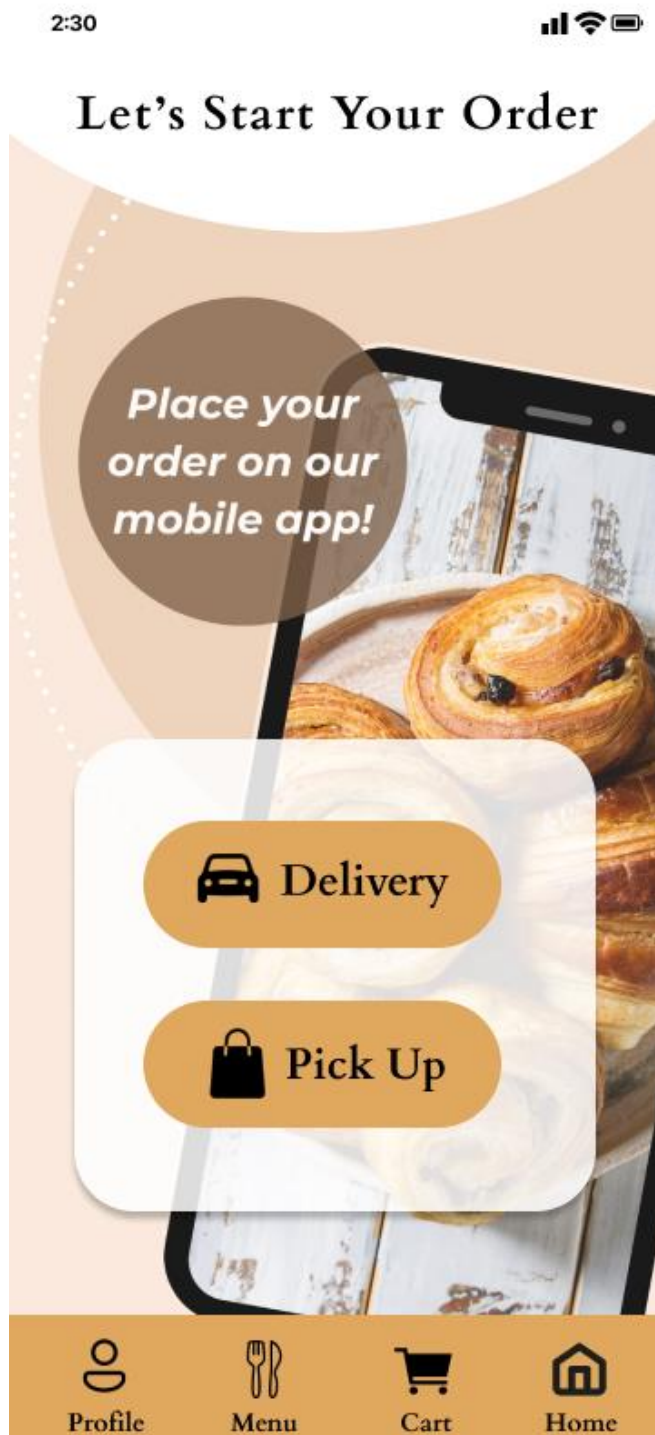 2:30
Let’s Start Your Order
Place your
order on our
mobile app!
Delivery
Pick Up
Profile Menu Cart Home